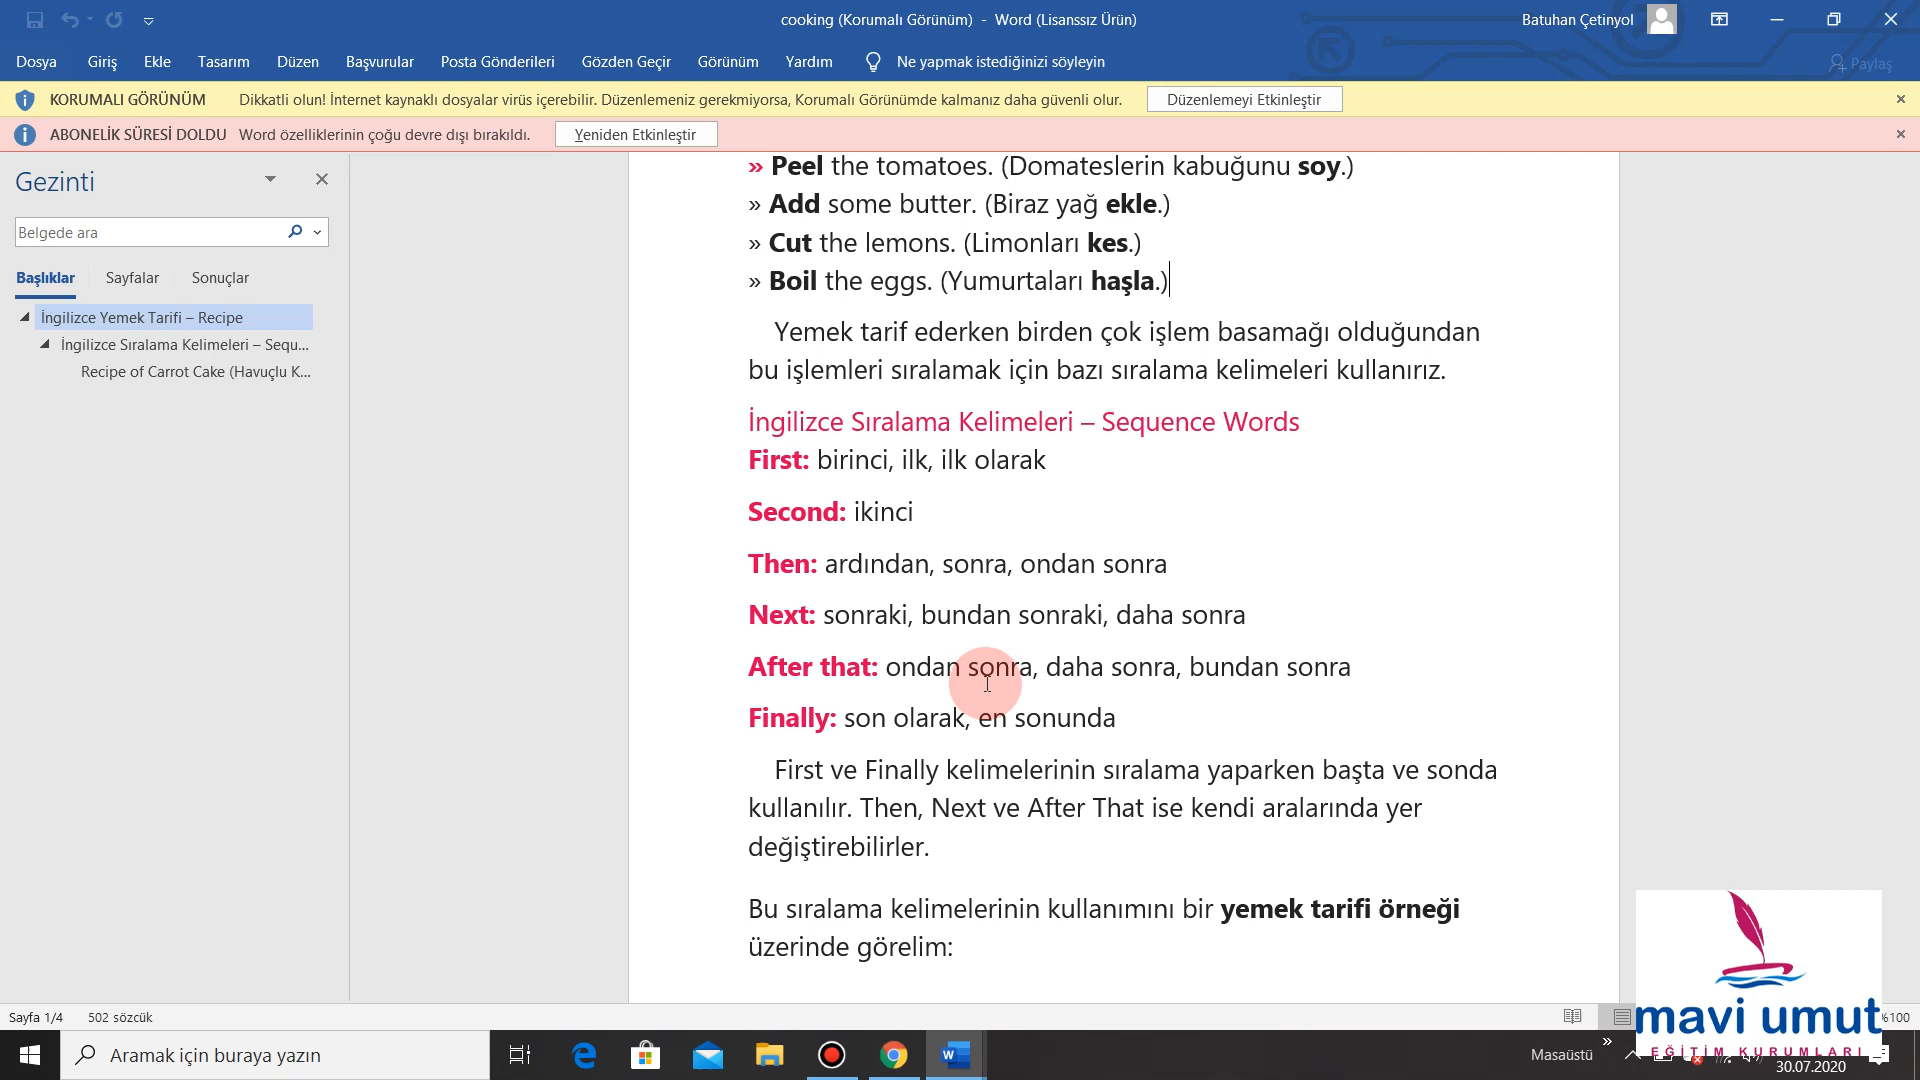 cooking (Korumalı Görünüm) - Word (Lisanssız Ürün)
Batuhan Çetinyol
Dosya Giriş Ekle Tasarım Düzen Başvurular Posta Gönderileri Gözden Geçir Görünüm Yardım Ne yapmak istediğinizi söyleyin
Paylaş
KORUMALI GÖRÜNÜM Dikkatli olun! İnternet kaynaklı dosyalar virüs içerebilir. Düzenlemeniz gerekmiyorsa, Korumalı Görünümde kalmanız daha güvenli olur. Düzenlemeyi Etkinleştir
ABONELİK SÜRESİ DOLDU Word özelliklerinin çoğu devre dışı bırakıldı. Yeniden Etkinleştir
Gezinti
Belgede ara
Başlıklar Sayfalar Sonuçlar
İngilizce Yemek Tarifi – Recipe
İngilizce Sıralama Kelimeleri – Sequ...
Recipe of Carrot Cake (Havuçlu K...
» Peel the tomatoes. (Domateslerin kabuğunu soy.)
» Add some butter. (Biraz yağ ekle.)
» Cut the lemons. (Limonları kes.)
» Boil the eggs. (Yumurtaları haşla.)
Yemek tarif ederken birden çok işlem basamağı olduğundan
bu işlemleri sıralamak için bazı sıralama kelimeleri kullanırız.
İngilizce Sıralama Kelimeleri – Sequence Words
First: birinci, ilk, ilk olarak
Second: ikinci
Then: ardından, sonra, ondan sonra
Next: sonraki, bundan sonraki, daha sonra
After that: ondan sonra, daha sonra, bundan sonra
Finally: son olarak, en sonunda
First ve Finally kelimelerinin sıralama yaparken başta ve sonda
kullanılır. Then, Next ve After That ise kendi aralarında yer
değiştirebilirler.
Bu sıralama kelimelerinin kullanımını bir yemek tarifi örneği
üzerinde görelim:
Sayfa 1/4 502 sözcük
%100
mavi umut
EĞİTİM KURUMLARI
Aramak için buraya yazın
Masaüstü
30.07.2020